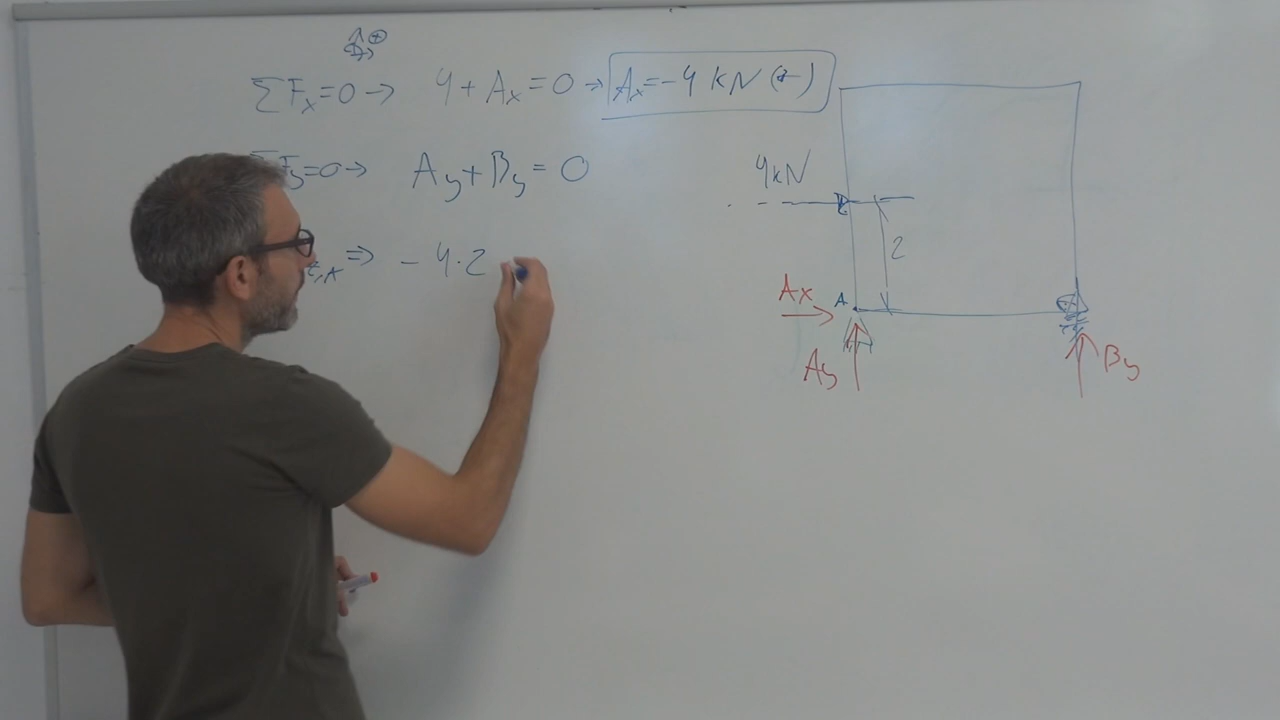 ⊕
ΣFx=0→ 4+Ax=0→ Ax=-4 kN (←)
ΣFy=0→ Ay+By=0
⇒ -4·2
4kN
2
Ax
A
Ay
By